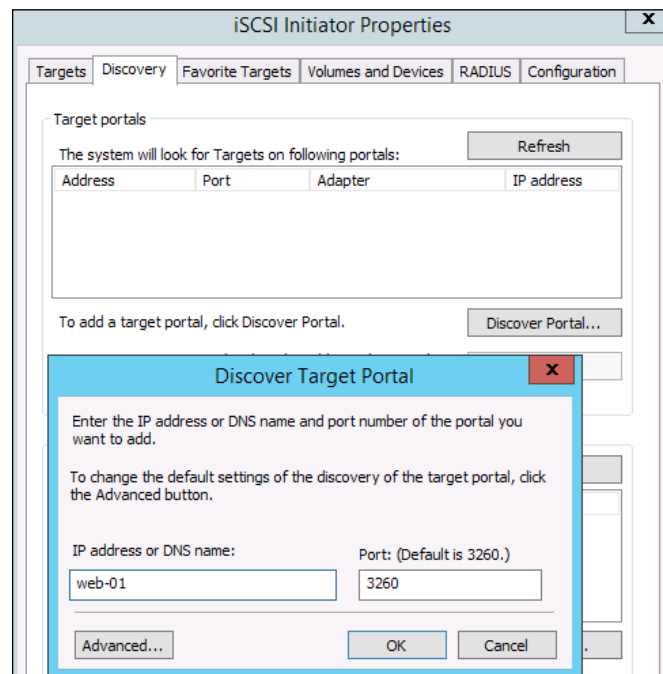 iSCSI Initiator Properties
x
Targets Discovery Favorite Targets Volumes and Devices RADIUS Configuration
Target portals
The system will look for Targets on following portals:
Refresh
Address Port Adapter IP address
To add a target portal, click Discover Portal.
Discover Portal...
Discover Target Portal
x
Enter the IP address or DNS name and port number of the portal you
want to add.
To change the default settings of the discovery of the target portal, click
the Advanced button.
IP address or DNS name:
Port: (Default is 3260.)
web-01
3260
Advanced...
OK
Cancel